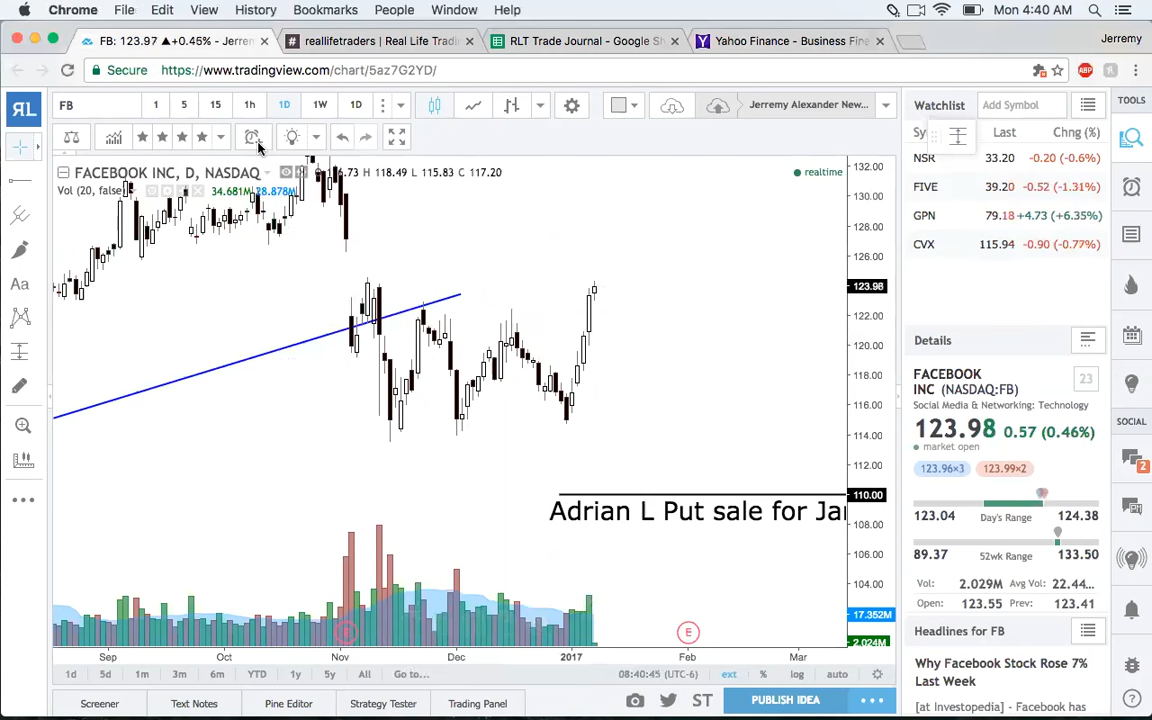 Chrome File Edit View History Bookmarks People Window Help Mon 4:40 AM
FB: 123.97 ▲+0.45% - Jerrem reallifetraders | Real Life Tradi RLT Trade Journal - Google Sh Yahoo Finance - Business Fine Jerremy
Secure https://www.tradingview.com/chart/5az7G2YD/ ABP
RL FB 1 5 15 1h 1D 1W 1D Jerremy Alexander New... Watchlist Add Symbol TOOLS
Last Chng (%)
FACEBOOK INC, D, NASDAQ H 118.49 L 115.83 C 117.20 realtime
Vol (20, false) 34.681M 28.878M
NSR 33.20 -0.20 (-0.6%)
FIVE 39.20 -0.52 (-1.31%)
GPN 79.18 +4.73 (+6.35%)
CVX 115.94 -0.90 (-0.77%)
132.00
130.00
128.00
126.00
123.98
122.00
120.00
118.00
116.00
114.00
112.00
110.00
108.00
106.00
104.00
17.352M
2.024M
Adrian L Put sale for Jan
Aa
E
Sep Oct Nov Dec 2017 Feb Mar
1d 5d 1m 3m 6m YTD 1y 5y All Go to... 08:40:45 (UTC-6) ext % log auto
Screener Text Notes Pine Editor Strategy Tester Trading Panel ST PUBLISH IDEA
Details
FACEBOOK INC (NASDAQ:FB) 23
Social Media & Networking: Technology
123.98 0.57 (0.46%)
market open
123.96×3 123.99×2
123.04 Day's Range 124.38
89.37 52wk Range 133.50
Vol: 2.029M Avg Vol: 22.44...
Open: 123.55 Prev: 123.41
Headlines for FB
Why Facebook Stock Rose 7%
Last Week
[at Investopedia] - Facebook has
SOCIAL
2